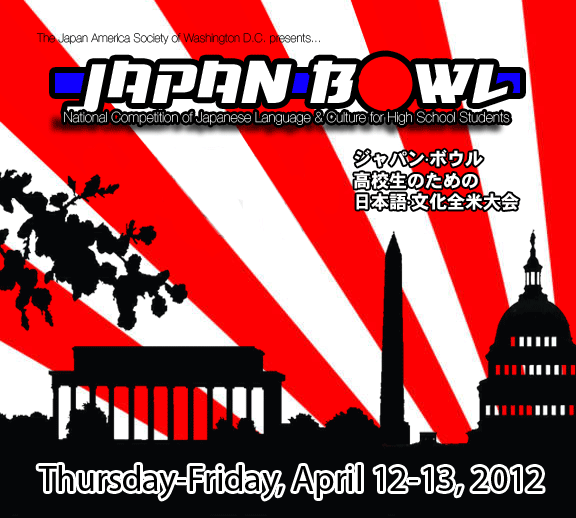 The Japan America Society of Washington D.C. presents...
JAPAN BOWL
National Competition of Japanese Language & Culture for High School Students
ジャパン・ボウル
高校生のための
日本語・文化全米大会
Thursday-Friday, April 12-13, 2012